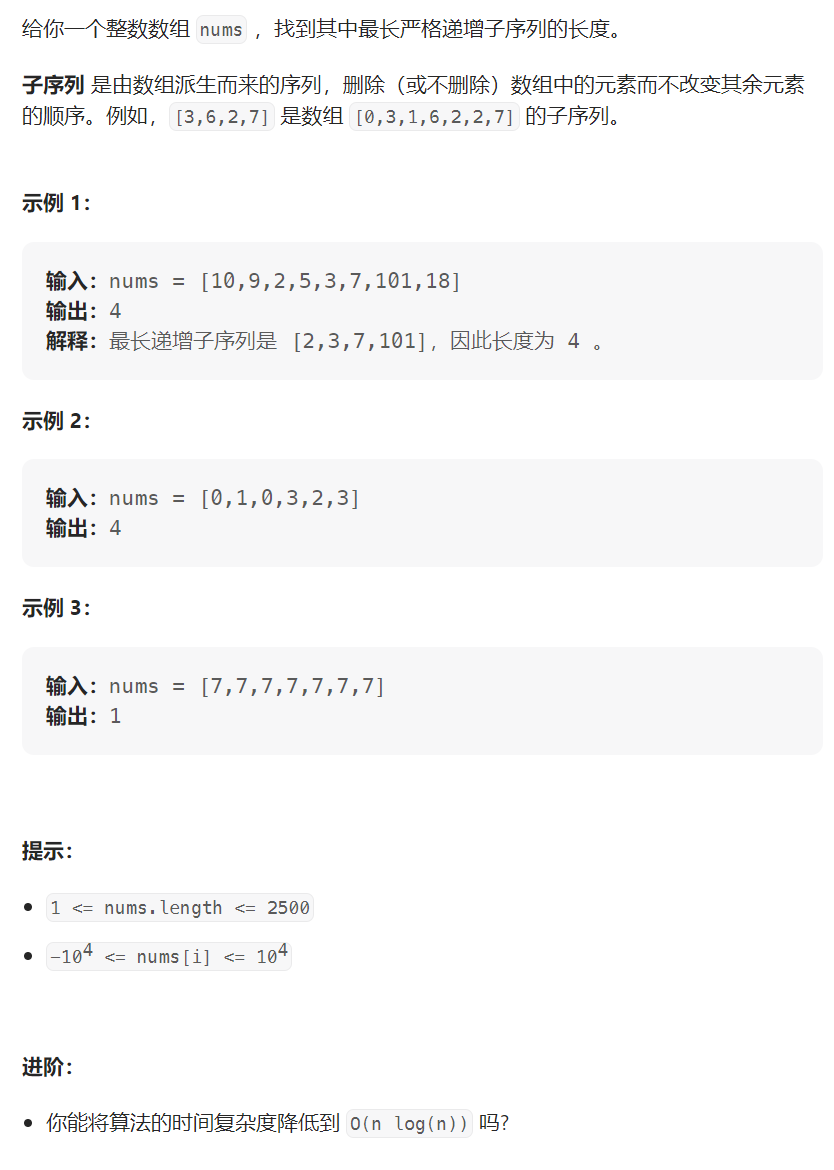 给你一个整数数组 nums ，找到其中最长严格递增子序列的长度。
子序列 是由数组派生而来的序列，删除（或不删除）数组中的元素而不改变其余元素
的顺序。例如，[3,6,2,7] 是数组 [0,3,1,6,2,2,7] 的子序列。
示例 1：
输入：nums = [10,9,2,5,3,7,101,18]
输出：4
解释：最长递增子序列是 [2,3,7,101]，因此长度为 4 。
示例 2：
输入：nums = [0,1,0,3,2,3]
输出：4
示例 3：
输入：nums = [7,7,7,7,7,7,7]
输出：1
提示：
• 1 <= nums.length <= 2500
• -10⁴ <= nums[i] <= 10⁴
进阶：
• 你能将算法的时间复杂度降低到 O(n log(n)) 吗?